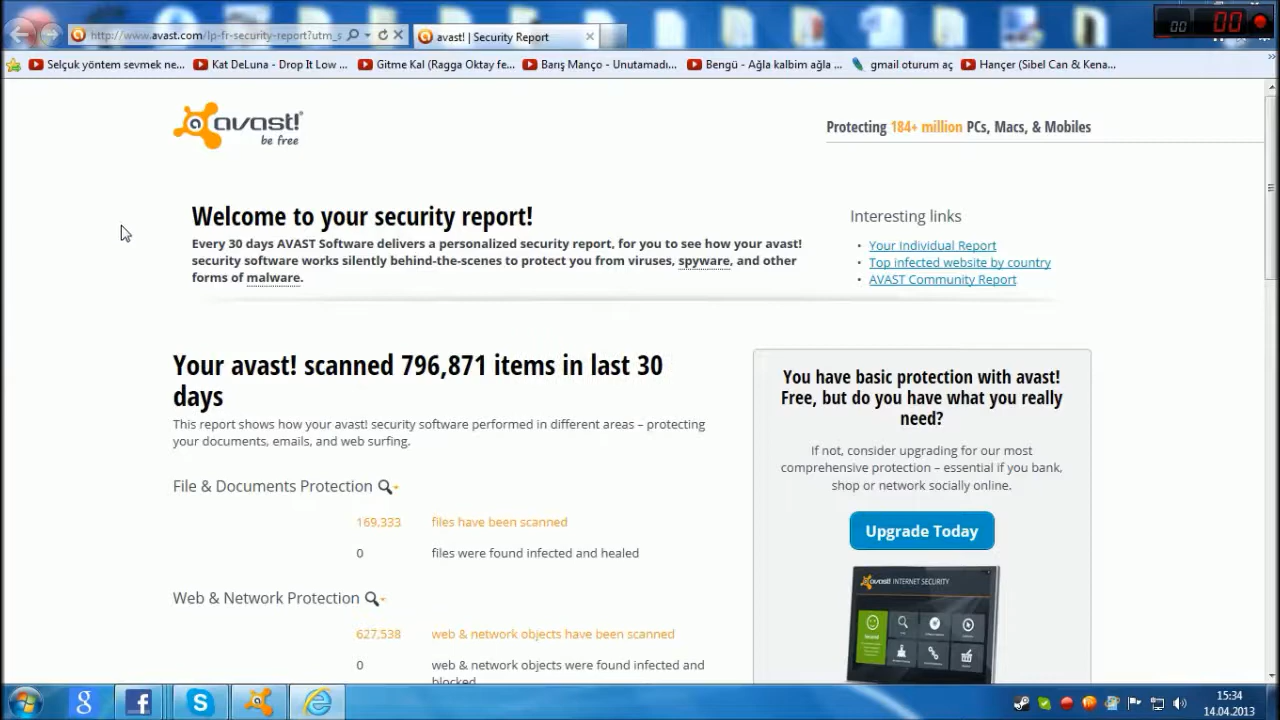 http://www.avast.com/lp-fr-security-report?utm_s
avast! | Security Report
00 00
Selçuk yöntem sevmek ne...
Kat DeLuna - Drop It Low ...
Gitme Kal (Ragga Oktay fe...
Barış Manço - Unutamadı...
Bengü - Ağla kalbim ağla ...
gmail oturum aç
Hançer (Sibel Can & Kena...
avast!
be free
Protecting 184+ million PCs, Macs, & Mobiles
Welcome to your security report!
Every 30 days AVAST Software delivers a personalized security report, for you to see how your avast!
security software works silently behind-the-scenes to protect you from viruses, spyware, and other
forms of malware.
Interesting links
Your Individual Report
Top infected website by country
AVAST Community Report
Your avast! scanned 796,871 items in last 30
days
This report shows how your avast! security software performed in different areas – protecting
your documents, emails, and web surfing.
File & Documents Protection
169,333 files have been scanned
0 files were found infected and healed
Web & Network Protection
627,538 web & network objects have been scanned
0 web & network objects were found infected and
blocked
You have basic protection with avast!
Free, but do you have what you really
need?
If not, consider upgrading for our most
comprehensive protection – essential if you bank,
shop or network socially online.
Upgrade Today
avast! INTERNET SECURITY
15:34
14.04.2013